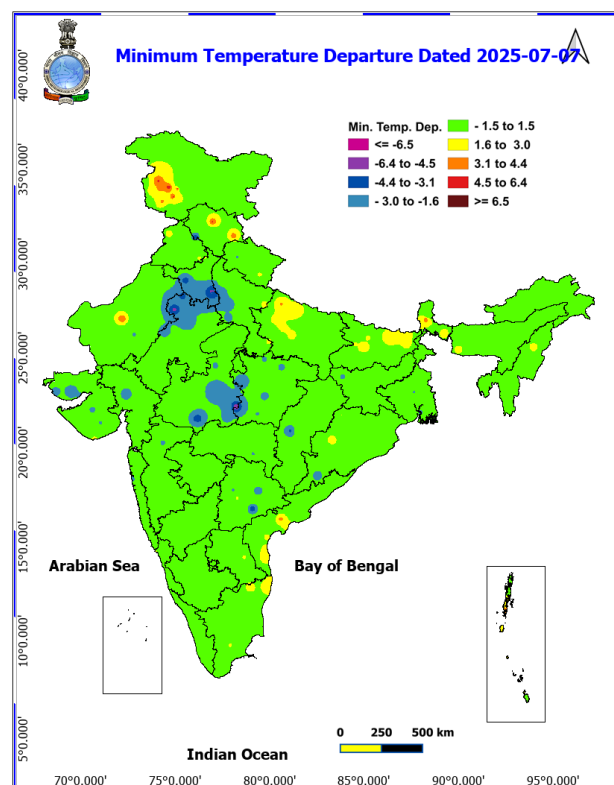 Minimum Temperature Departure Dated 2025-07-07
Min. Temp. Dep.
<= -6.5
-6.4 to -4.5
-4.4 to -3.1
- 3.0 to -1.6
- 1.5 to 1.5
1.6 to 3.0
3.1 to 4.4
4.5 to 6.4
>= 6.5
40°0.000'
35°0.000'
30°0.000'
25°0.000'
20°0.000'
15°0.000'
10°0.000'
5°0.000'
Arabian Sea
Bay of Bengal
Indian Ocean
0 250 500 km
70°0.000' 75°0.000' 80°0.000' 85°0.000' 90°0.000' 95°0.000'